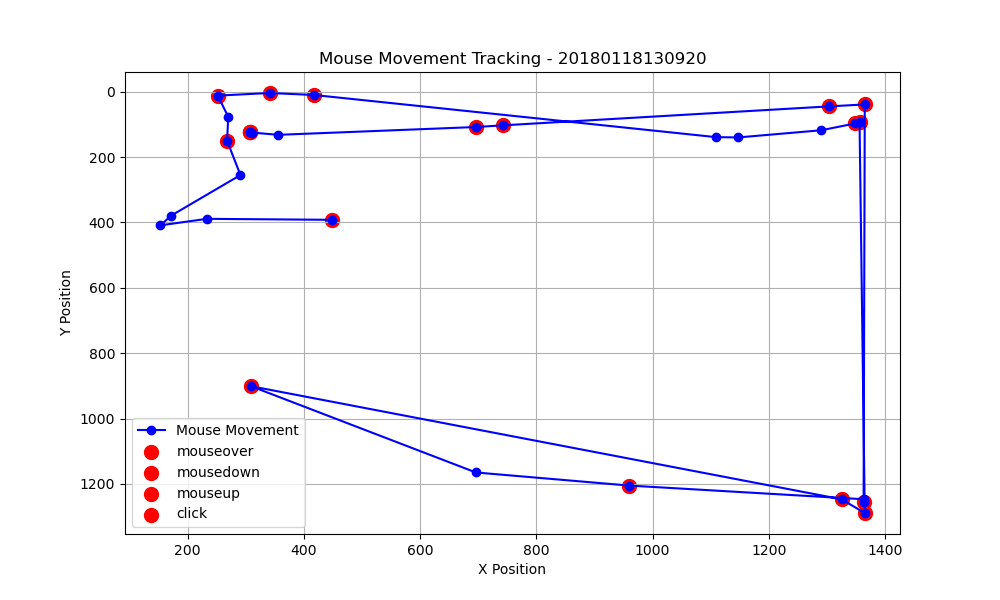 Mouse Movement Tracking - 20180118130920
0
200
400
600
800
1000
1200
Y Position
Mouse Movement
mouseover
mousedown
mouseup
click
200 400 600 800 1000 1200 1400
X Position